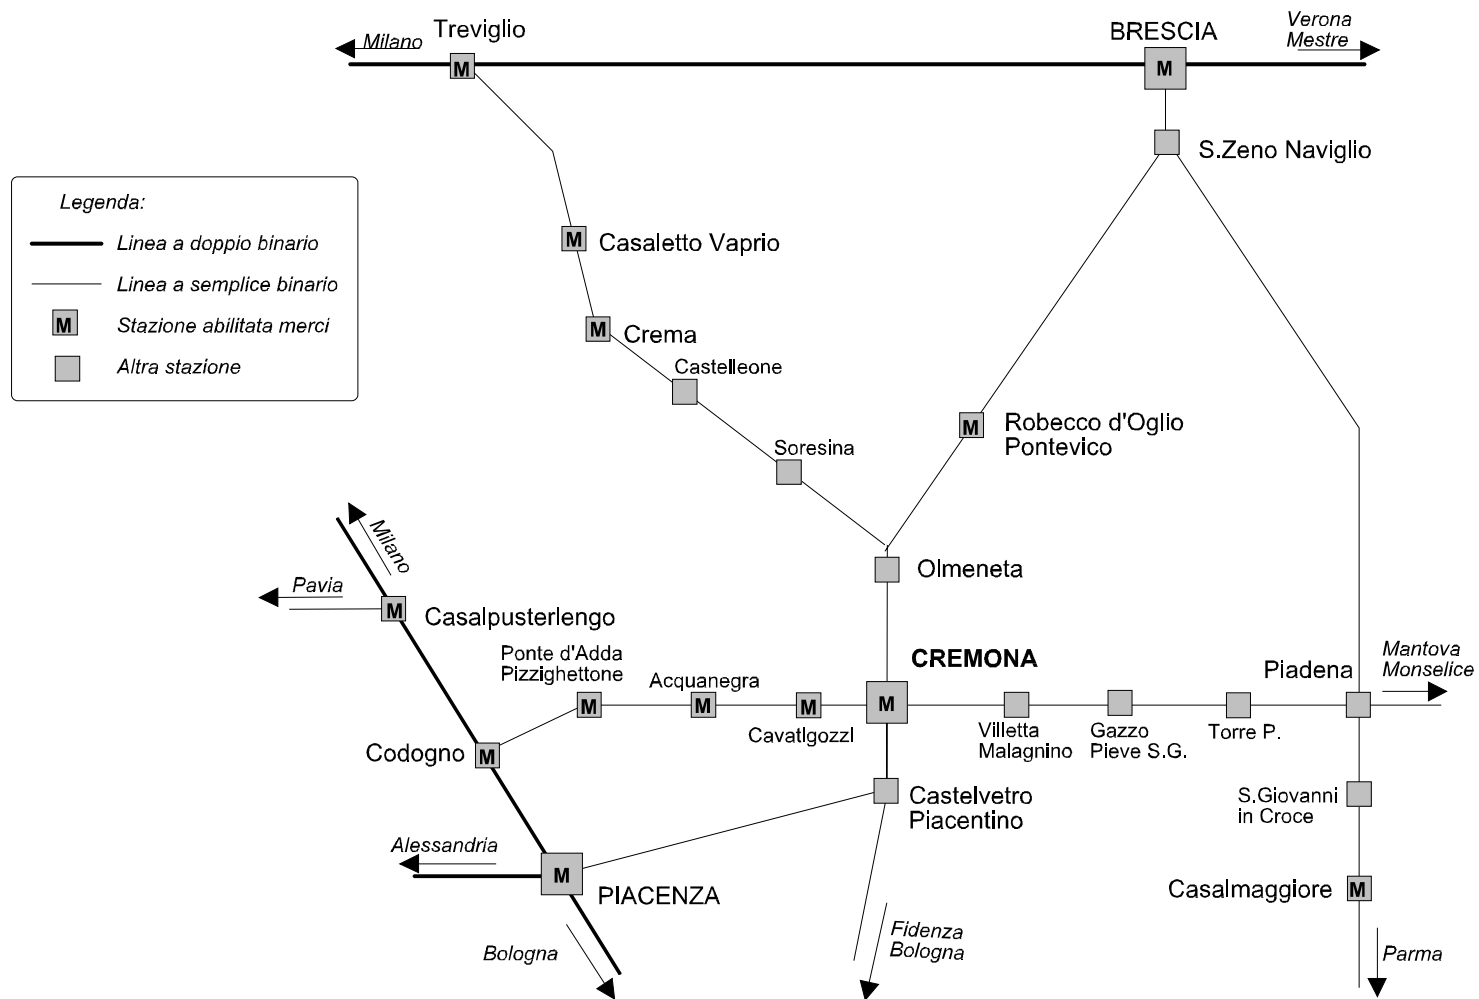 Treviglio
Milano
M
BRESCIA
M
Verona
Mestre
S.Zeno Naviglio
Legenda:
Linea a doppio binario
Linea a semplice binario
M Stazione abilitata merci
Altra stazione
M Casaletto Vaprio
M Crema
Castelleone
Soresina
M Robecco d'Oglio
Pontevico
Olmeneta
Milano
Pavia
M Casalpusterlengo
Ponte d'Adda
Pizzighettone
M
Acquanegra
M
M
CavatIgozzI
CREMONA
M
Villetta
Malagnino
Gazzo
Pieve S.G.
Torre P.
Piadena
Mantova
Monselice
Codogno M
Castelvetro
Piacentino
S.Giovanni
in Croce
Alessandria
M
PIACENZA
Casalmaggiore M
Bologna
Fidenza
Bologna
Parma